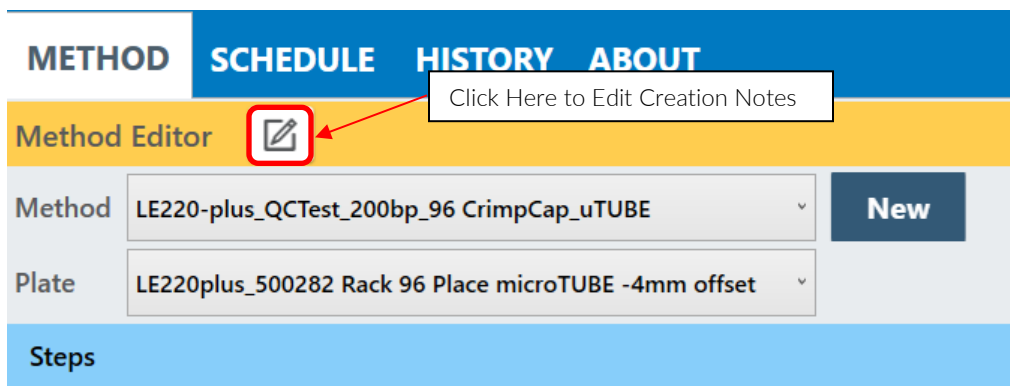 METHOD SCHEDULE HISTORY ABOUT
Click Here to Edit Creation Notes
Method Editor
Method LE220-plus_QCTest_200bp_96 CrimpCap_uTUBE New
Plate LE220plus_500282 Rack 96 Place microTUBE -4mm offset
Steps